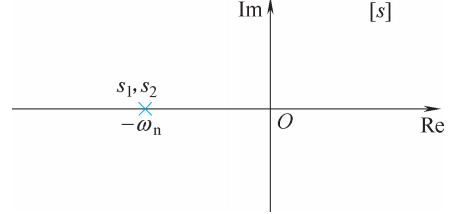 Im [s]
s₁,s₂
O
−ωₙ Re